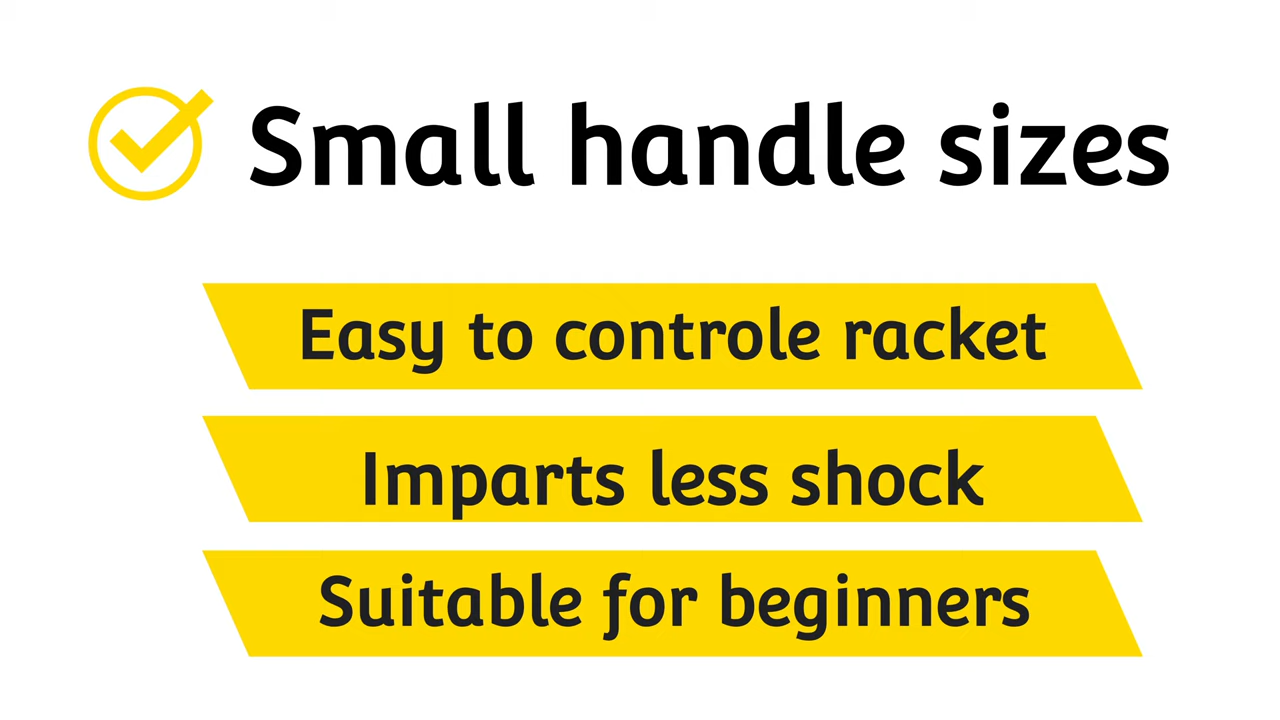 Small handle sizes
Easy to controle racket
Imparts less shock
Suitable for beginners